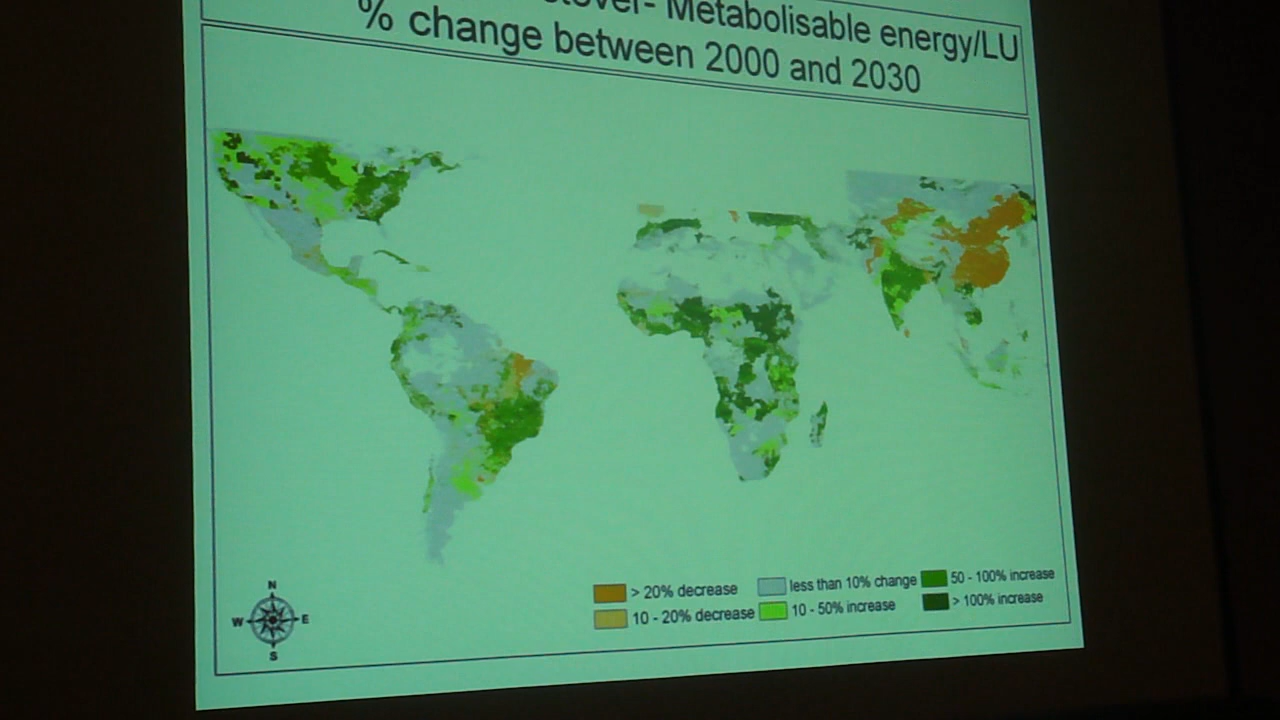 Metabolisable energy/LU
% change between 2000 and 2030
N
W E
S
> 20% decrease
10 - 20% decrease
less than 10% change
10 - 50% increase
50 - 100% increase
> 100% increase